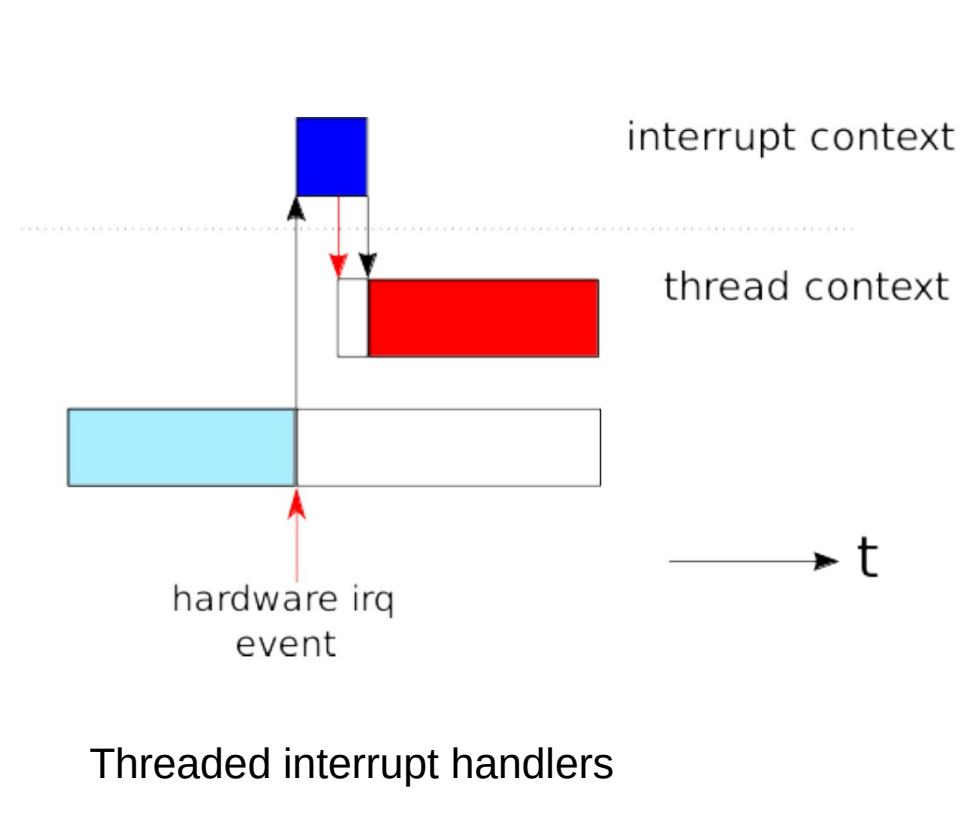 interrupt context
thread context
t
hardware irq
event
Threaded interrupt handlers